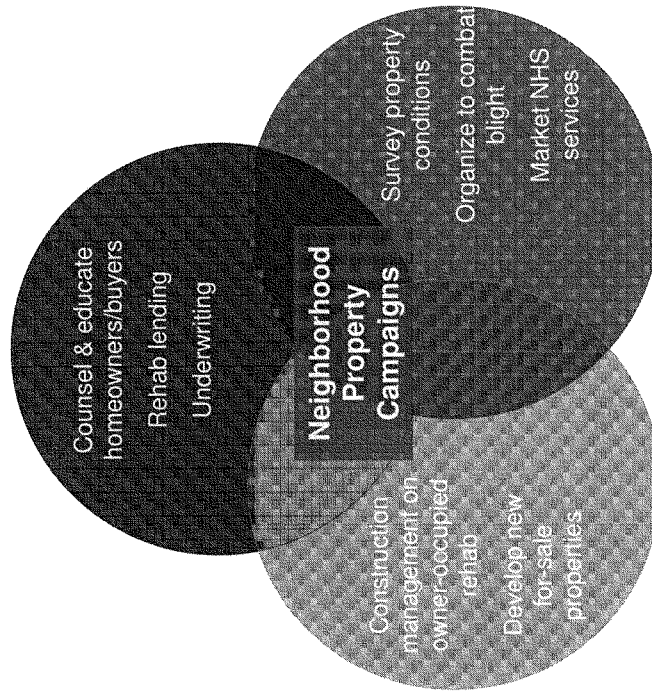 Counsel & educate
homeowners/buyers
Rehab lending
Underwriting
Neighborhood
Property
Campaigns
Construction
management on
owner-occupied
rehab
Develop new
for-sale
properties
Survey property
conditions
Organize to combat
blight
Market NHS
services